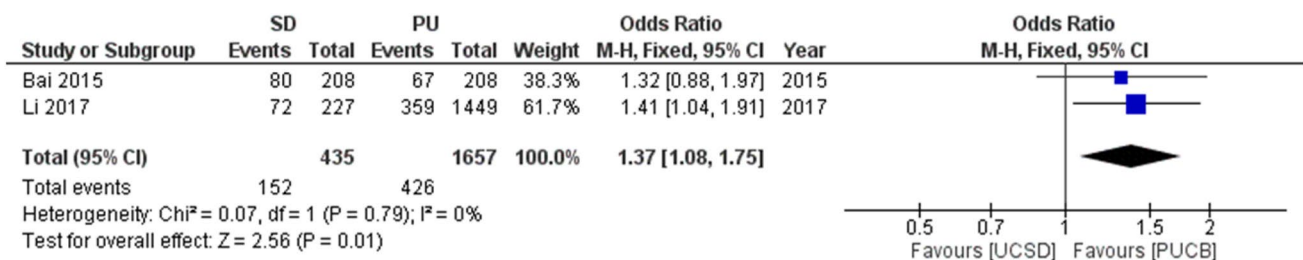 SD PU Odds Ratio Odds Ratio
Study or Subgroup Events Total Events Total Weight M-H, Fixed, 95% CI Year M-H, Fixed, 95% CI
Bai 2015 80 208 67 208 38.3% 1.32 [0.88, 1.97] 2015
Li 2017 72 227 359 1449 61.7% 1.41 [1.04, 1.91] 2017
Total (95% CI) 435 1657 100.0% 1.37 [1.08, 1.75]
Total events 152 426
Heterogeneity: Chi² = 0.07, df = 1 (P = 0.79); I² = 0%
Test for overall effect: Z = 2.56 (P = 0.01)
0.5 0.7 1 1.5 2
Favours [UCSD] Favours [PUCB]